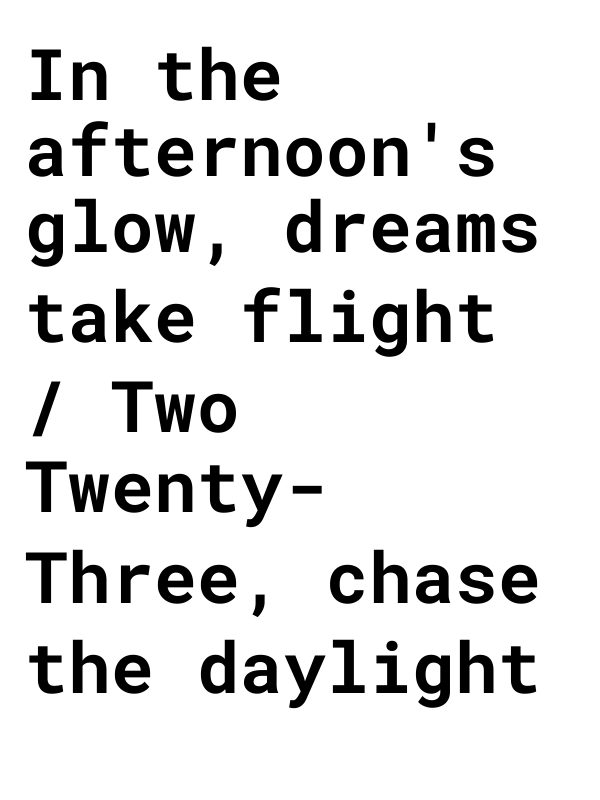 In the
afternoon's
glow, dreams
take flight
/ Two
Twenty-
Three, chase
the daylight